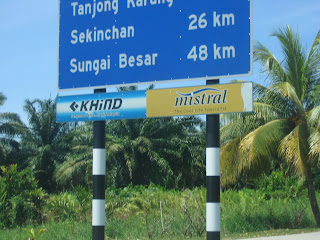 Tanjong Karang
Sekinchan 26 km
Sungai Besar 48 km
KHIND mistral